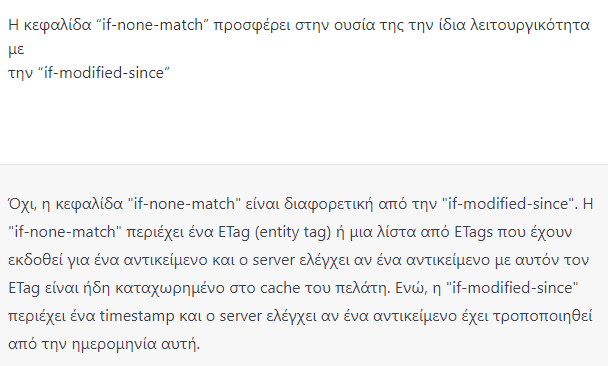 Η κεφαλίδα “if-none-match” προσφέρει στην ουσία της την ίδια λειτουργικότητα
με
την “if-modified-since”
Όχι, η κεφαλίδα "if-none-match" είναι διαφορετική από την "if-modified-since". Η
"if-none-match" περιέχει ένα ETag (entity tag) ή μια λίστα από ETags που έχουν
εκδοθεί για ένα αντικείμενο και ο server ελέγχει αν ένα αντικείμενο με αυτόν τον
ETag είναι ήδη καταχωρημένο στο cache του πελάτη. Ενώ, η "if-modified-since"
περιέχει ένα timestamp και ο server ελέγχει αν ένα αντικείμενο έχει τροποποιηθεί
από την ημερομηνία αυτή.